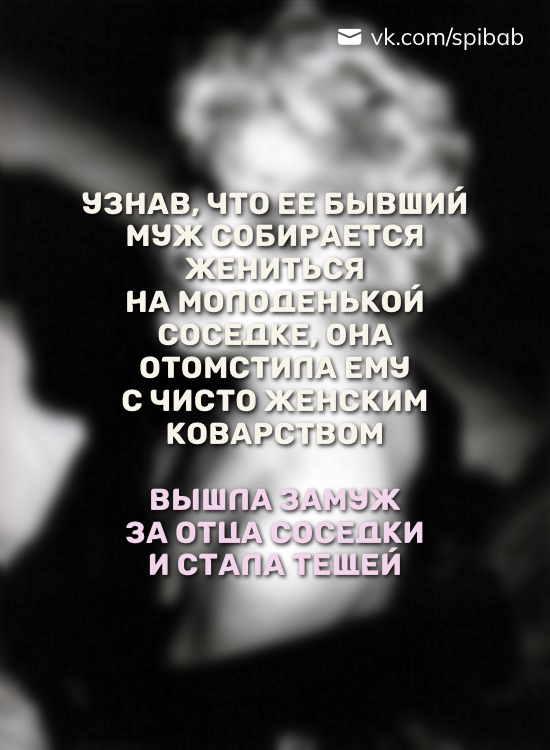 vk.com/spibab
УЗНАВ, ЧТО ЕЕ БЫВШИЙ
МУЖ СОБИРАЕТСЯ
ЖЕНИТЬСЯ
НА МОЛОДЕНЬКОЙ
СОСЕДКЕ, ОНА
ОТОМСТИЛА ЕМУ
С ЧИСТО ЖЕНСКИМ
КОВАРСТВОМ
ВЫШЛА ЗАМУЖ
ЗА ОТЦА СОСЕДКИ
И СТАЛА ТЕЩЕЙ